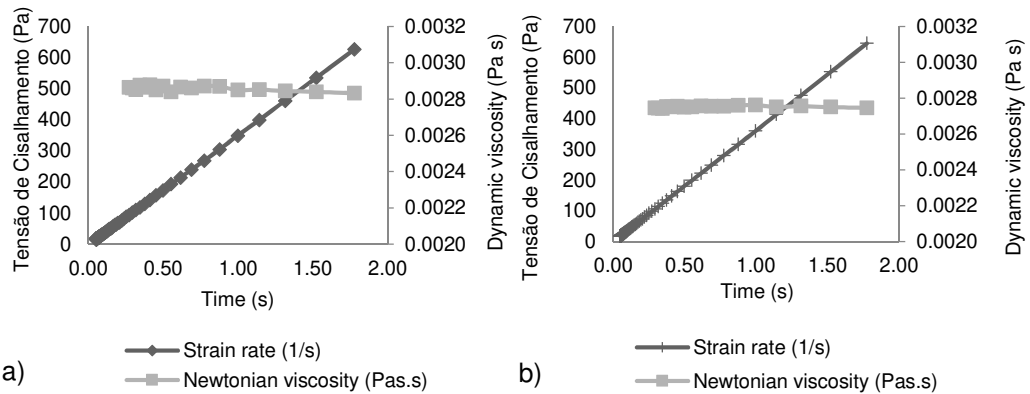 Tensão de Cisalhamento (Pa)
700
600
500
400
300
200
100
0
0.0032
0.0030
0.0028
0.0026
0.0024
0.0022
0.0020
Dynamic viscosity (Pa s)
0.00 0.50 1.00 1.50 2.00
Time (s)
Strain rate (1/s)
Newtonian viscosity (Pas.s)
a)
Tensão de Cisalhamento (Pa)
700
600
500
400
300
200
100
0
0.0032
0.0030
0.0028
0.0026
0.0024
0.0022
0.0020
Dynamic viscosity (Pa s)
0.00 0.50 1.00 1.50 2.00
Time (s)
Strain rate (1/s)
Newtonian viscosity (Pas.s)
b)